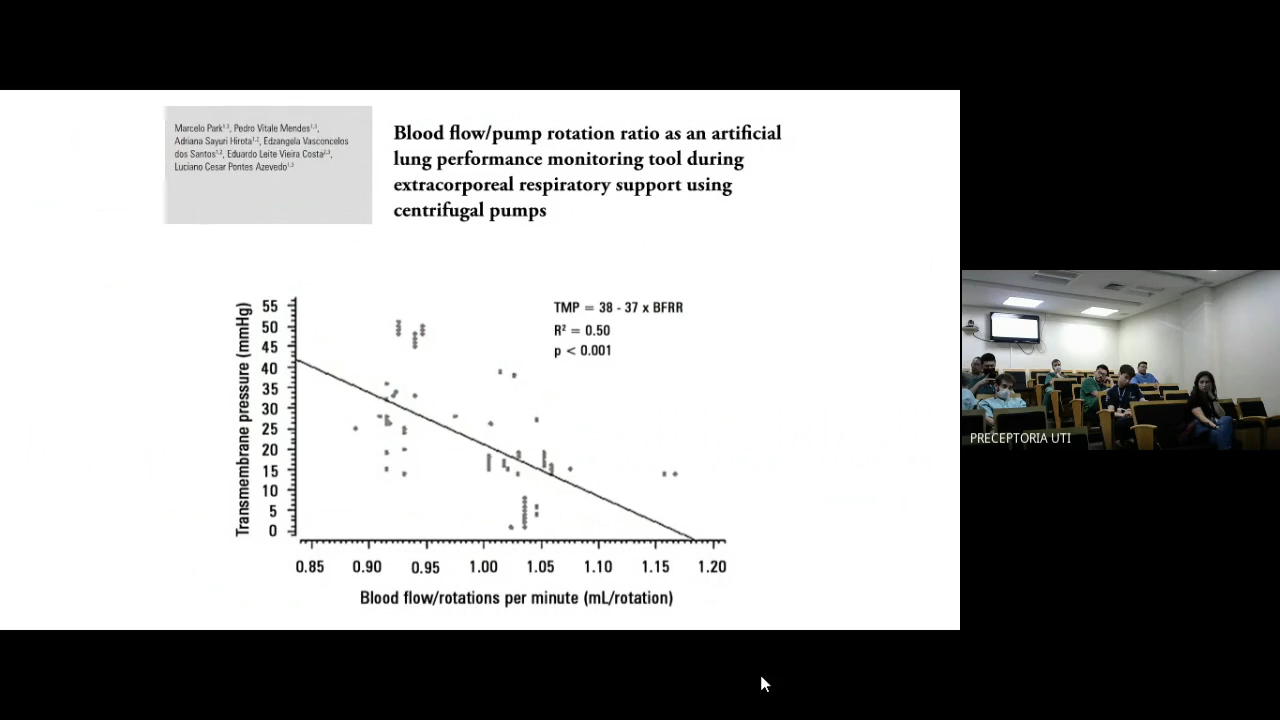 Marcelo Park¹,³, Pedro Vitale Mendes¹,³,
Adriana Sayuri Hirota¹,², Edzangela Vasconcelos
dos Santos¹,², Eduardo Leite Vieira Costa²,³,
Luciano Cesar Pontes Azevedo¹,³
Blood flow/pump rotation ratio as an artificial
lung performance monitoring tool during
extracorporeal respiratory support using
centrifugal pumps
TMP = 38 - 37 x BFRR
R² = 0.50
p < 0.001
Transmembrane pressure (mmHg)
55
50
45
40
35
30
25
20
15
10
5
0
0.85 0.90 0.95 1.00 1.05 1.10 1.15 1.20
Blood flow/rotations per minute (mL/rotation)
PRECEPTORIA UTI